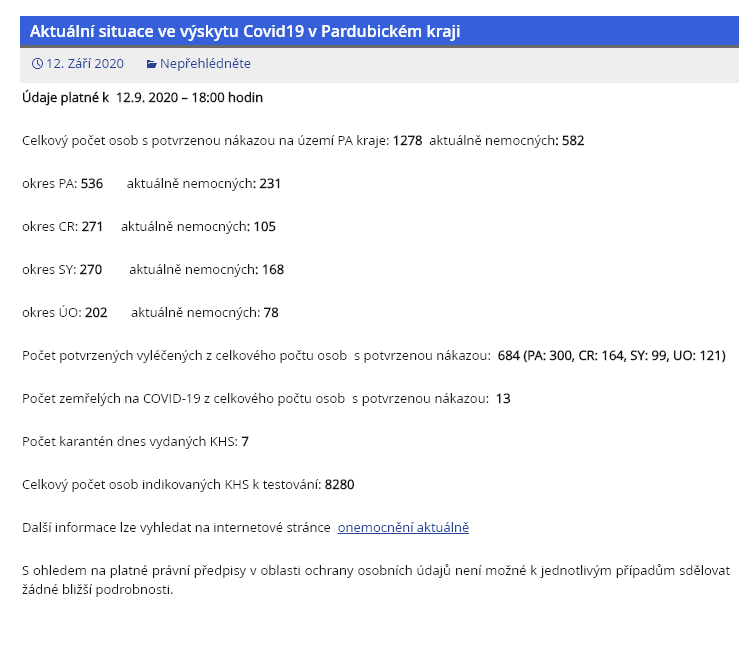 Aktuální situace ve výskytu Covid19 v Pardubickém kraji
12. Září 2020 Nepřehlédněte
Údaje platné k 12.9. 2020 – 18:00 hodin
Celkový počet osob s potvrzenou nákazou na území PA kraje: 1278 aktuálně nemocných: 582
okres PA: 536 aktuálně nemocných: 231
okres CR: 271 aktuálně nemocných: 105
okres SY: 270 aktuálně nemocných: 168
okres ÚO: 202 aktuálně nemocných: 78
Počet potvrzených vyléčených z celkového počtu osob s potvrzenou nákazou: 684 (PA: 300, CR: 164, SY: 99, UO: 121)
Počet zemřelých na COVID-19 z celkového počtu osob s potvrzenou nákazou: 13
Počet karantén dnes vydaných KHS: 7
Celkový počet osob indikovaných KHS k testování: 8280
Další informace lze vyhledat na internetové stránce onemocnění aktuálně
S ohledem na platné právní předpisy v oblasti ochrany osobních údajů není možné k jednotlivým případům sdělovat
žádné bližší podrobnosti.